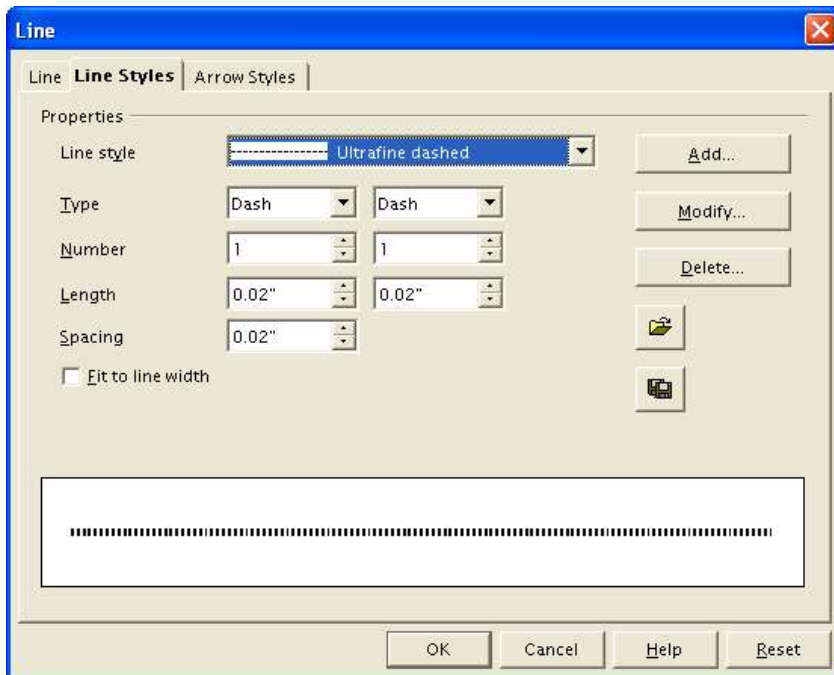 Line
Line Line Styles Arrow Styles
Properties
Line style Ultrafine dashed Add...
Type Dash Dash Modify...
Number 1 1
Delete...
Length 0.02" 0.02"
Spacing 0.02"
Fit to line width
OK Cancel Help Reset